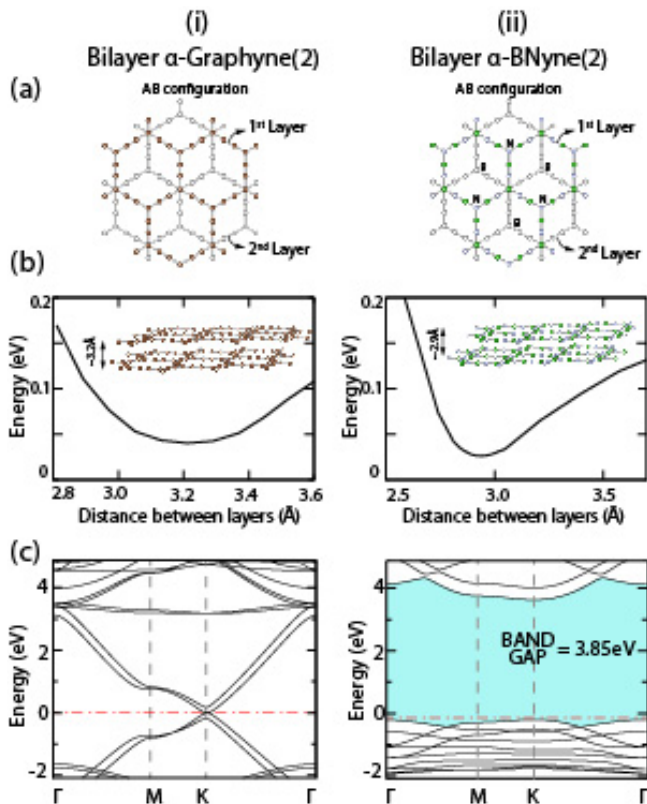 (i)
(ii)
Bilayer α-Graphyne(2)
Bilayer α-BNyne(2)
(a)
AB configuration
AB configuration
1st Layer
2nd Layer
1st Layer
2nd Layer
N
B
B
N
N
B
(b)
Energy (eV)
0.2
0.1
0
~3.2Å
2.8
3.0
3.2
3.4
3.6
Distance between layers (Å)
Energy (eV)
0.2
0.1
0
~2.9Å
2.5
3.0
3.5
Distance between layers (Å)
(c)
Energy (eV)
4
2
0
-2
Γ
M
K
Γ
Energy (eV)
4
2
0
-2
BAND
GAP = 3.85eV
Γ
M
K
Γ